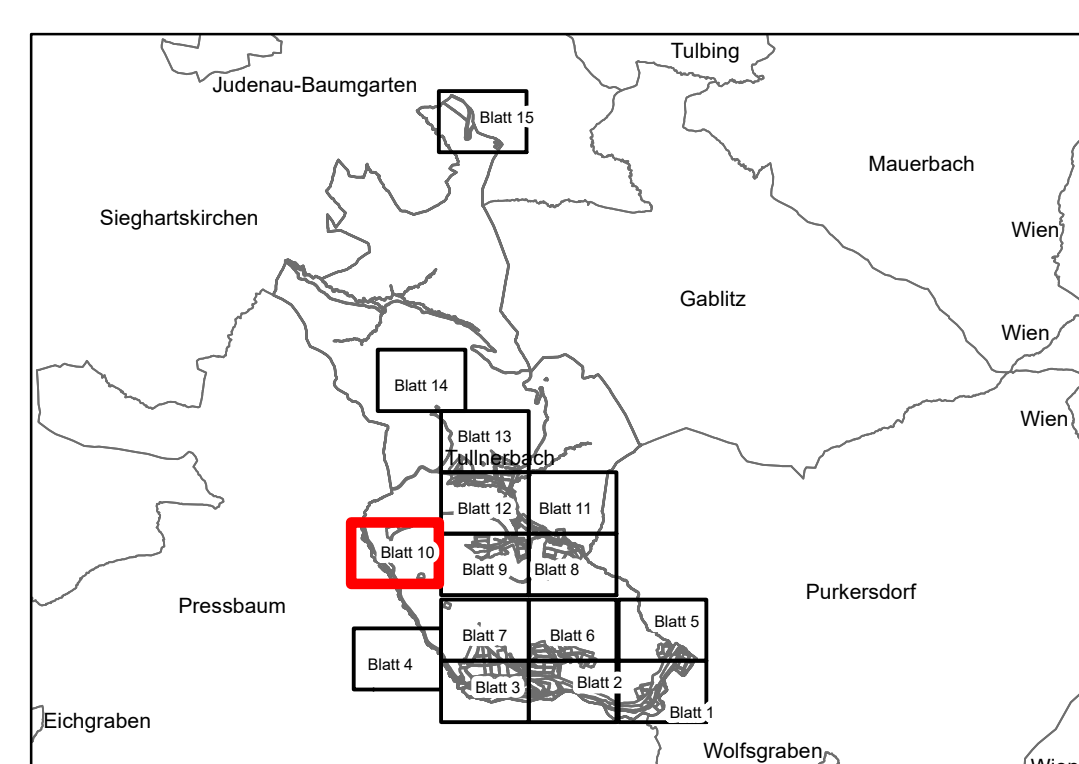 Tulbing
Judenau-Baumgarten
Blatt 15
Mauerbach
Sieghartskirchen
Wien
Gablitz
Wien
Blatt 14
Wien
Blatt 13
Tullnerbach
Blatt 12
Blatt 11
Blatt 10
Blatt 9
Blatt 8
Purkersdorf
Pressbaum
Blatt 5
Blatt 7
Blatt 6
Blatt 4
Blatt 3
Blatt 2
Blatt 1
Eichgraben
Wolfsgraben
Wien